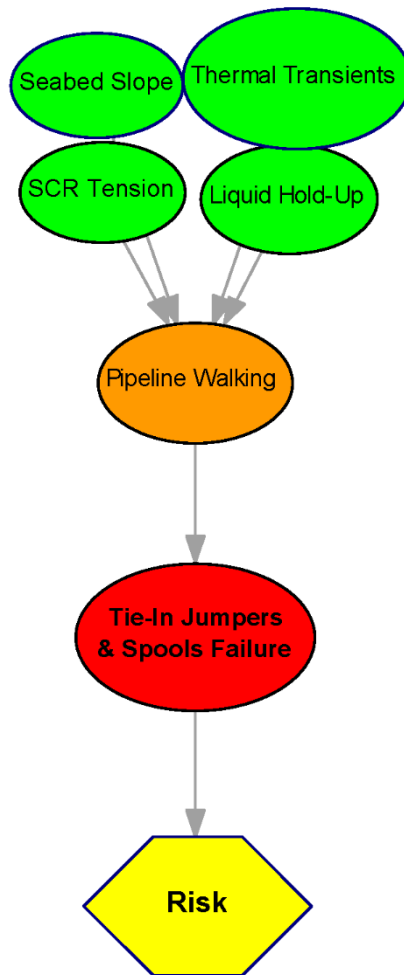 Seabed Slope
Thermal Transients
SCR Tension
Liquid Hold-Up
Pipeline Walking
Tie-In Jumpers
& Spools Failure
Risk